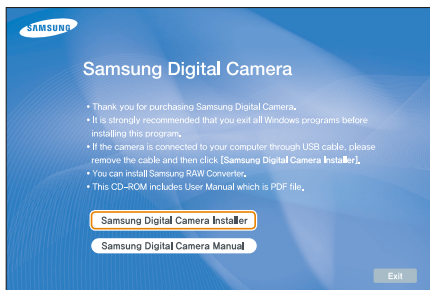 SAMSUNG
Samsung Digital Camera
• Thank you for purchasing Samsung Digital Camera.
• It is strongly recommended that you exit all Windows programs before
installing this program.
• If the camera is connected to your computer through USB cable, please
remove the cable and then click [Samsung Digital Camera Installer].
• You can install Samsung RAW Converter.
• This CD-ROM includes User Manual which is PDF file.
Samsung Digital Camera Installer
Samsung Digital Camera Manual
Exit